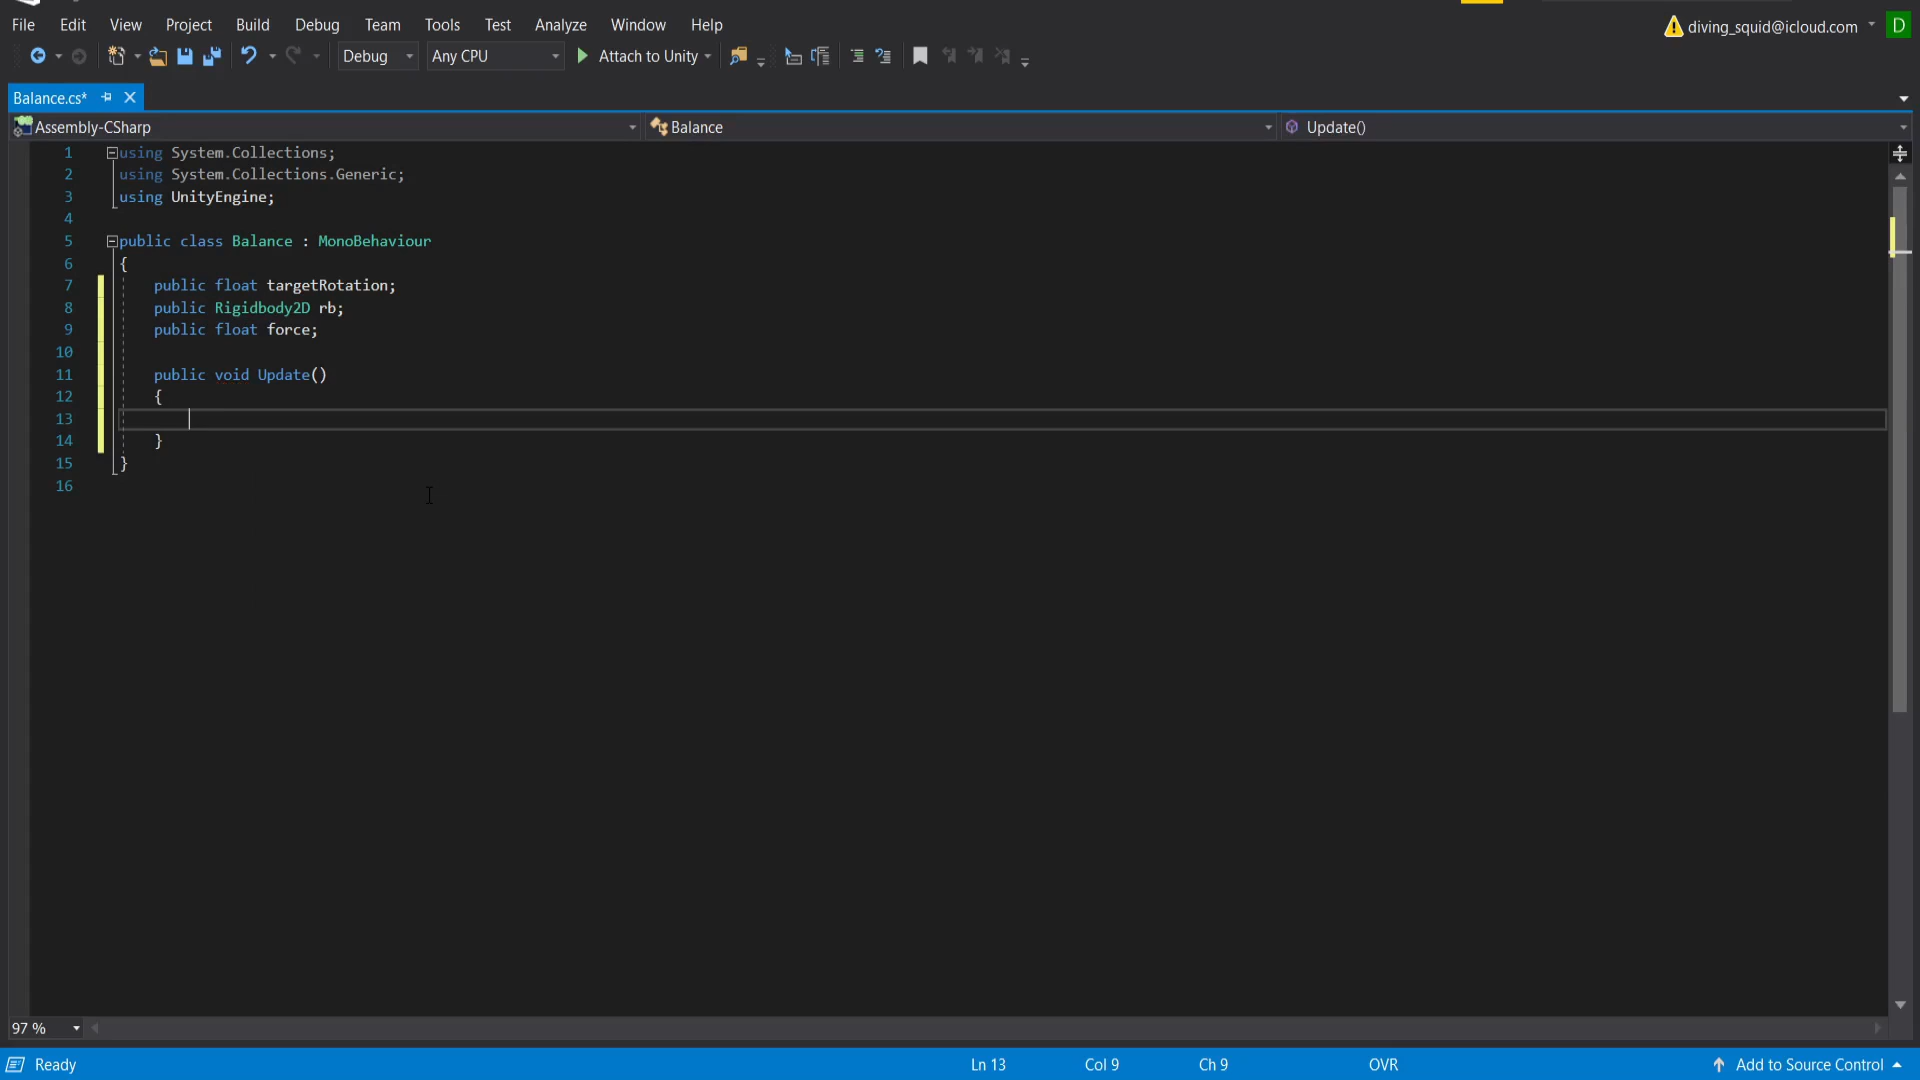 File Edit View Project Build Debug Team Tools Test Analyze Window Help diving_squid@icloud.com D
Debug Any CPU Attach to Unity
Balance.cs*
Assembly-CSharp Balance Update()
1 using System.Collections;
2 using System.Collections.Generic;
3 using UnityEngine;
4
5 public class Balance : MonoBehaviour
6 {
7 public float targetRotation;
8 public Rigidbody2D rb;
9 public float force;
10
11 public void Update()
12 {
13
14 }
15 }
16
97 %
Ready Ln 13 Col 9 Ch 9 OVR Add to Source Control